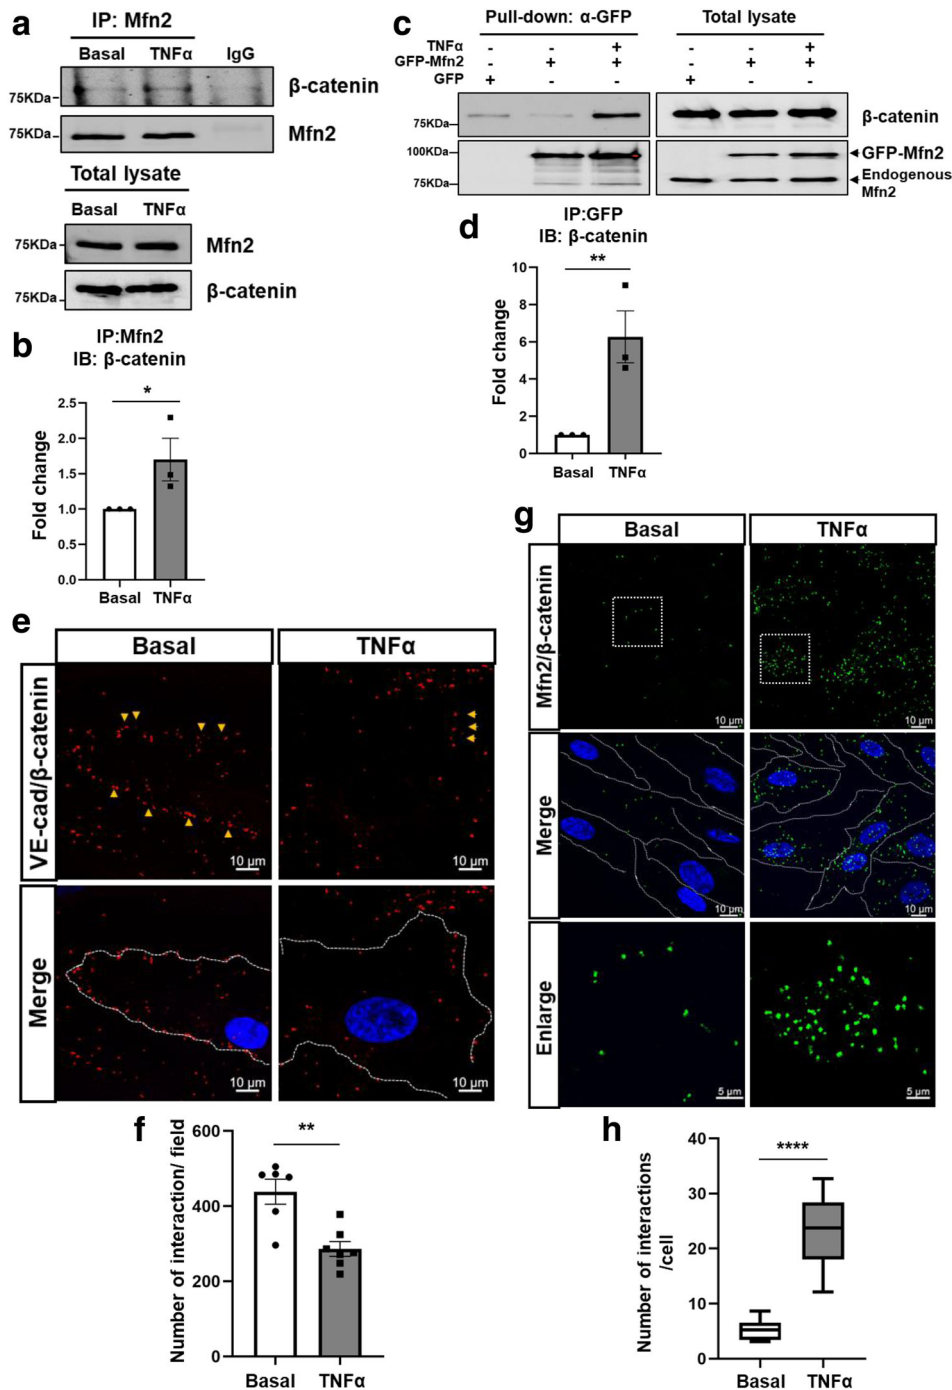 a
IP: Mfn2
Basal TNFα IgG
75KDa
β-catenin
75KDa
Mfn2
Total lysate
Basal TNFα
75KDa
Mfn2
75KDa
β-catenin
b
IP:Mfn2
IB: β-catenin
*
Fold change
2.5
2.0
1.5
1.0
0.5
0.0
Basal TNFα
c
Pull-down: α-GFP Total lysate
TNFα - - + - - +
GFP-Mfn2 - + + - + +
GFP + - - + - -
75KDa
β-catenin
100KDa
GFP-Mfn2
75KDa
Endogenous
Mfn2
d
IP:GFP
IB: β-catenin
**
Fold change
10
8
6
4
2
0
Basal TNFα
e
Basal TNFα
VE-cad/β-catenin
10 μm 10 μm
Merge
10 μm 10 μm
f
**
Number of interaction/ field
600
400
200
0
Basal TNFα
g
Basal TNFα
Mfn2/β-catenin
10 μm 10 μm
Merge
10 μm 10 μm
Enlarge
5 μm 5 μm
h
****
Number of interactions
/cell
40
30
20
10
0
Basal TNFα